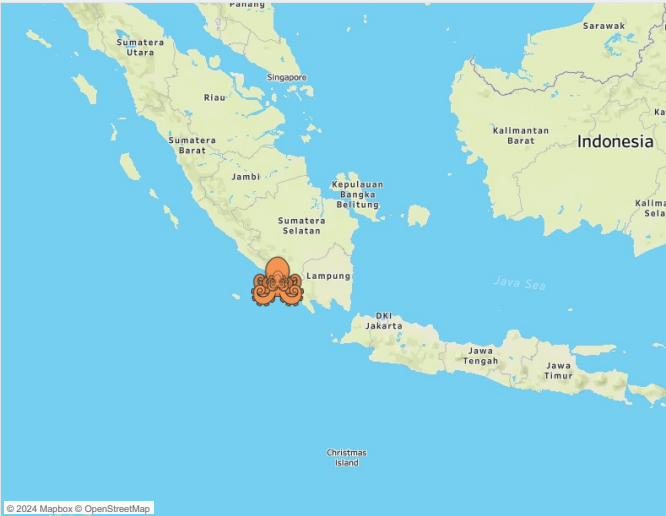 Pahang
Sarawak
Sumatera
Utara
Singapore
Riau
Kalimantan
Barat
Indonesia
Sumatera
Barat
Jambi
Kepulauan
Bangka
Belitung
Sumatera
Selatan
Lampung
Java Sea
DKI
Jakarta
Jawa
Tengah
Jawa
Timur
Christmas
Island
© 2024 Mapbox © OpenStreetMap